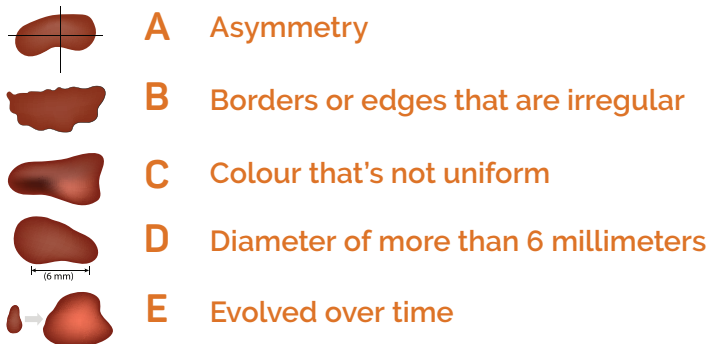 A Asymmetry
B Borders or edges that are irregular
C Colour that's not uniform
D Diameter of more than 6 millimeters
(6 mm)
E Evolved over time